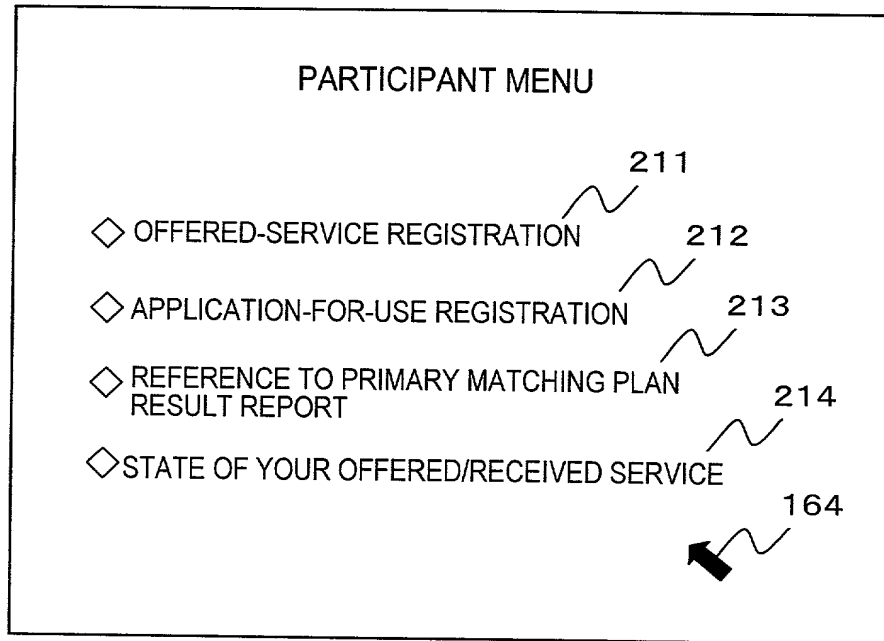 PARTICIPANT MENU
211
◇ OFFERED-SERVICE REGISTRATION
212
◇ APPLICATION-FOR-USE REGISTRATION
213
◇ REFERENCE TO PRIMARY MATCHING PLAN
RESULT REPORT
214
◇ STATE OF YOUR OFFERED/RECEIVED SERVICE
164